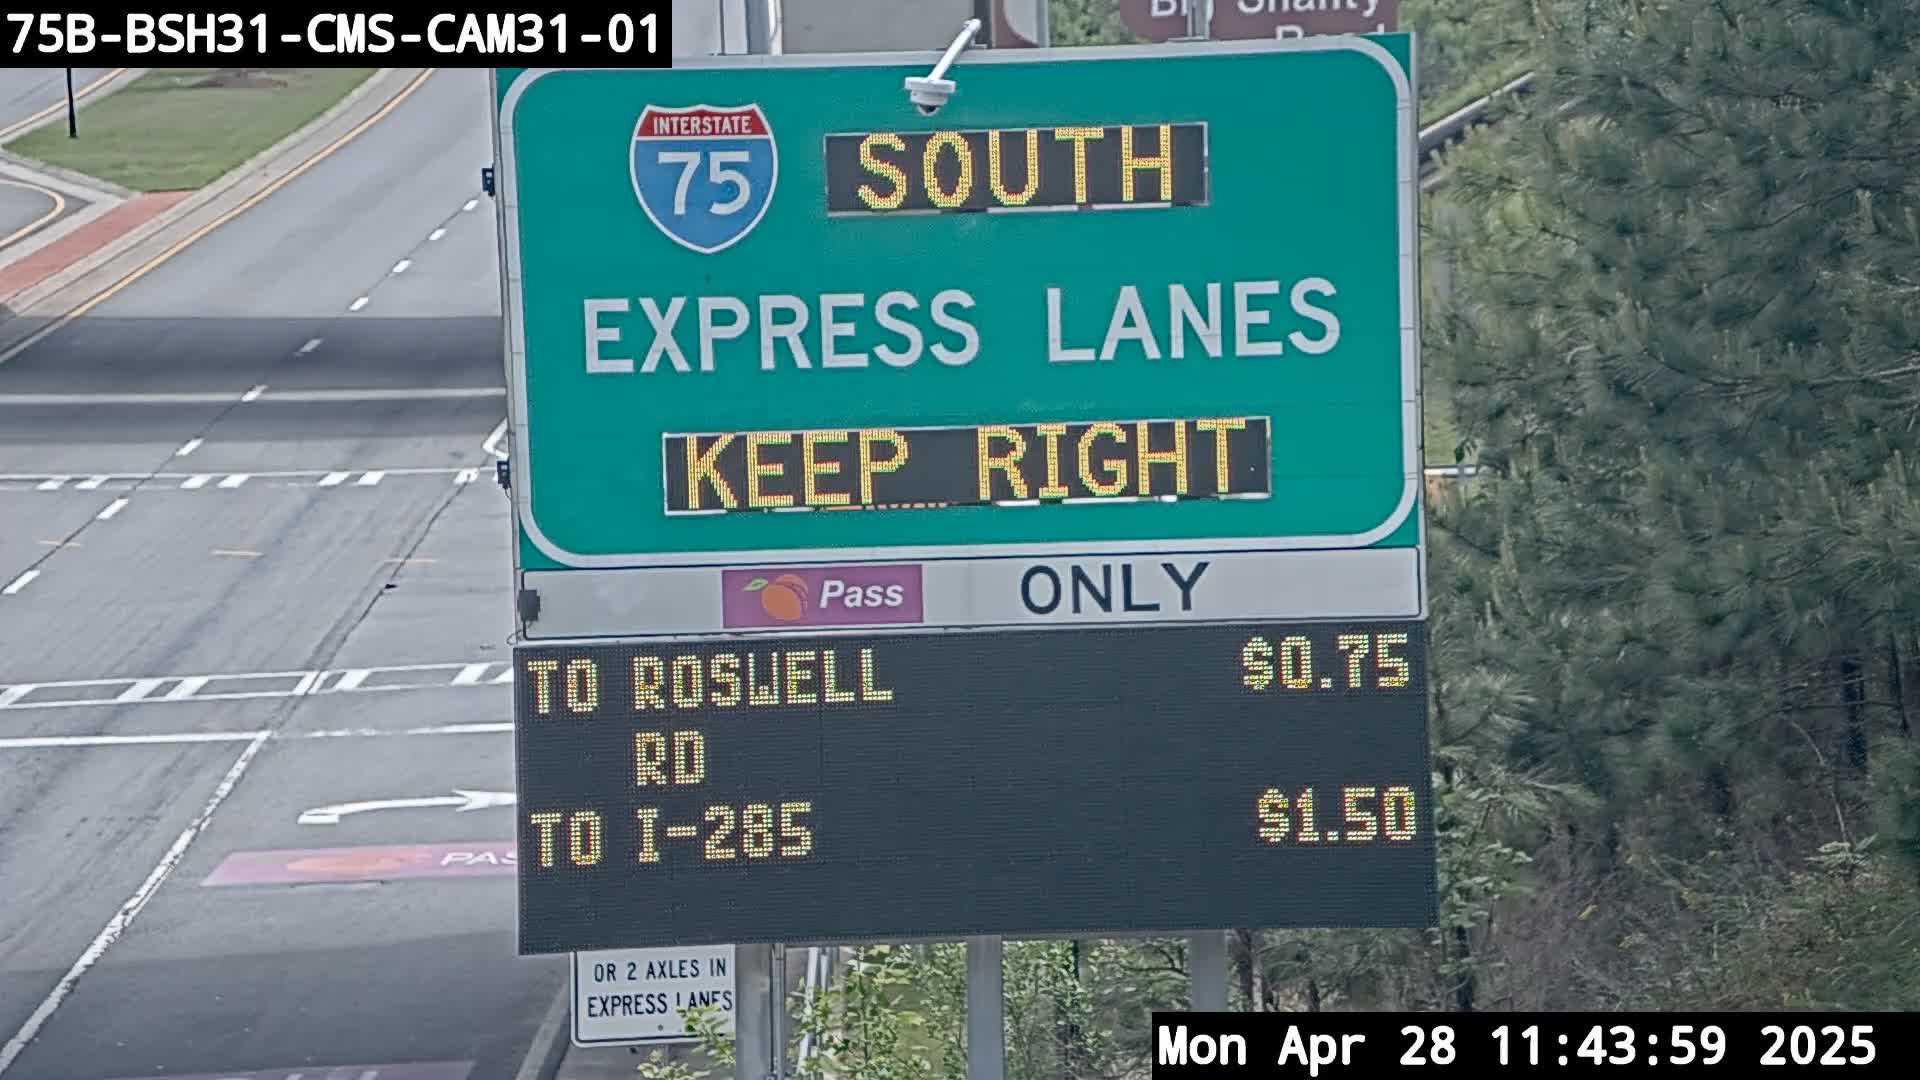 75B-BSH31-CMS-CAM31-01
Shanty
INTERSTATE
75
SOUTH
EXPRESS LANES
KEEP RIGHT
Pass ONLY
TO ROSWELL $0.75
RD
TO I-285 $1.50
OR 2 AXLES IN
EXPRESS LANES
Mon Apr 28 11:43:59 2025